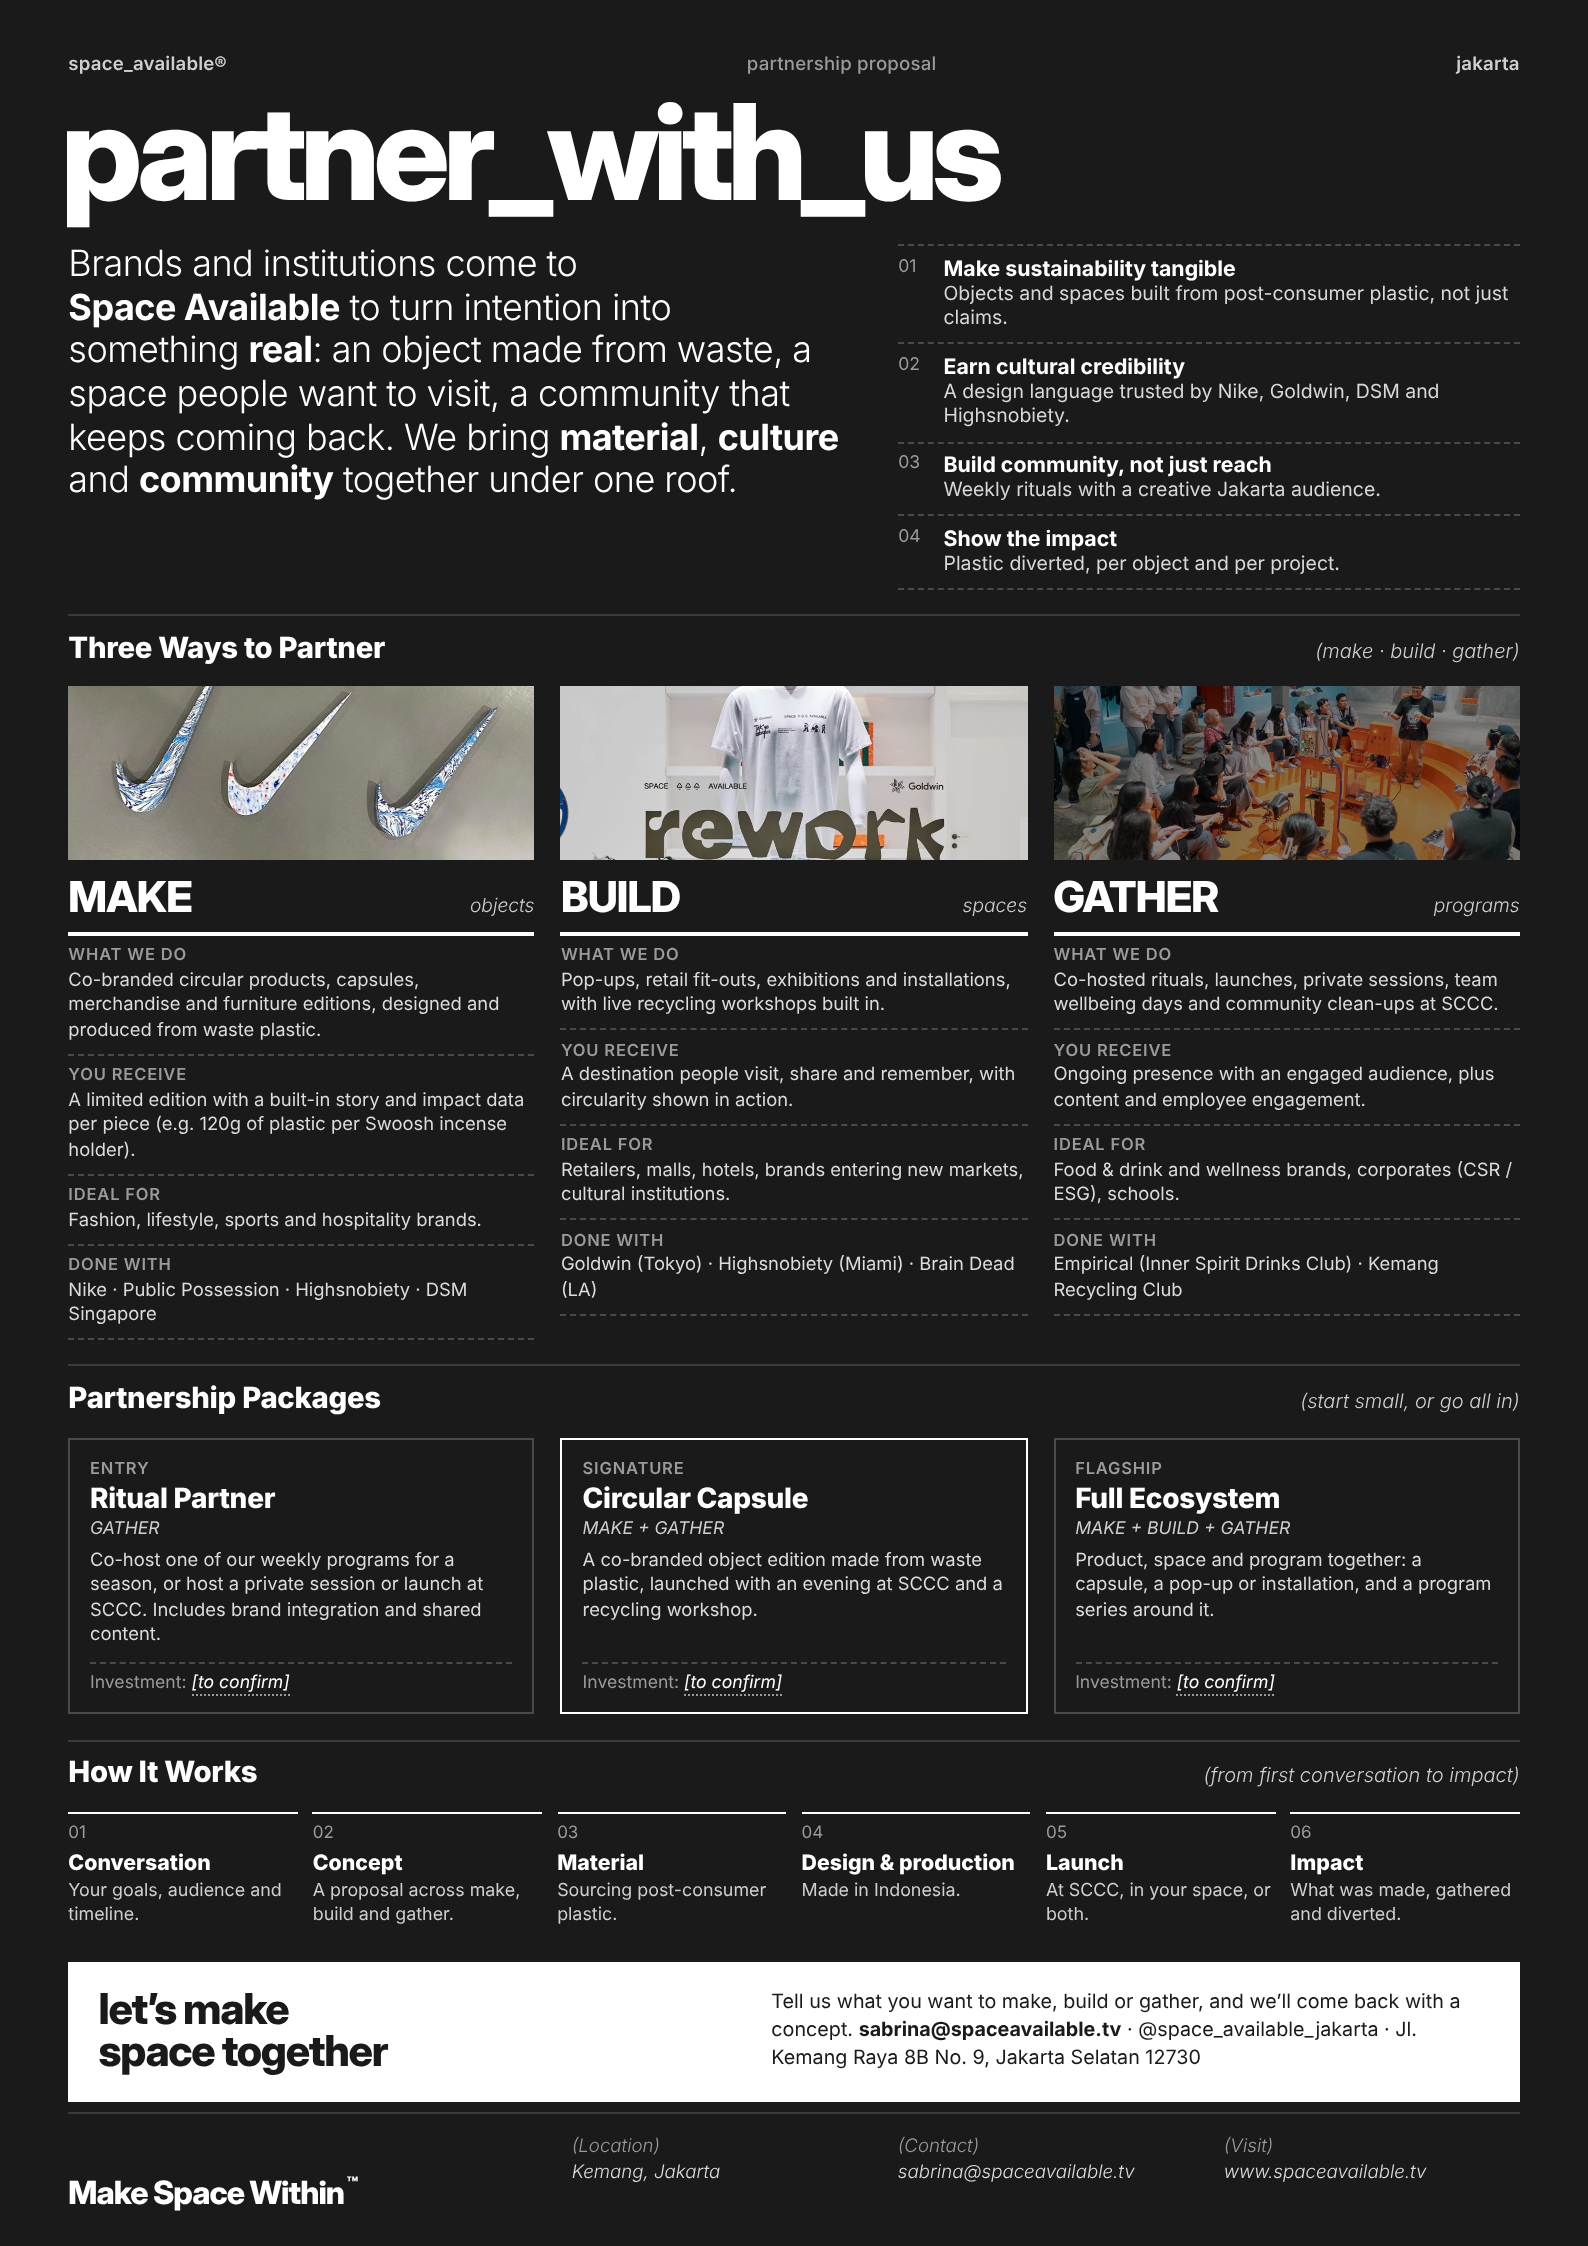 space_available®
partnership proposal
jakarta
partner_with_us
Brands and institutions come to
Space Available to turn intention into
something real: an object made from waste, a
space people want to visit, a community that
keeps coming back. We bring material, culture
and community together under one roof.
01
Make sustainability tangible
Objects and spaces built from post-consumer plastic, not just
claims.
02
Earn cultural credibility
A design language trusted by Nike, Goldwin, DSM and
Highsnobiety.
03
Build community, not just reach
Weekly rituals with a creative Jakarta audience.
04
Show the impact
Plastic diverted, per object and per project.
Three Ways to Partner
(make · build · gather)
SPACE AVAILABLE
Goldwin
rework
MAKE
objects
WHAT WE DO
Co-branded circular products, capsules,
merchandise and furniture editions, designed and
produced from waste plastic.
YOU RECEIVE
A limited edition with a built-in story and impact data
per piece (e.g. 120g of plastic per Swoosh incense
holder).
IDEAL FOR
Fashion, lifestyle, sports and hospitality brands.
DONE WITH
Nike · Public Possession · Highsnobiety · DSM
Singapore
BUILD
spaces
WHAT WE DO
Pop-ups, retail fit-outs, exhibitions and installations,
with live recycling workshops built in.
YOU RECEIVE
A destination people visit, share and remember, with
circularity shown in action.
IDEAL FOR
Retailers, malls, hotels, brands entering new markets,
cultural institutions.
DONE WITH
Goldwin (Tokyo) · Highsnobiety (Miami) · Brain Dead
(LA)
GATHER
programs
WHAT WE DO
Co-hosted rituals, launches, private sessions, team
wellbeing days and community clean-ups at SCCC.
YOU RECEIVE
Ongoing presence with an engaged audience, plus
content and employee engagement.
IDEAL FOR
Food & drink and wellness brands, corporates (CSR /
ESG), schools.
DONE WITH
Empirical (Inner Spirit Drinks Club) · Kemang
Recycling Club
Partnership Packages
(start small, or go all in)
ENTRY
Ritual Partner
GATHER
Co-host one of our weekly programs for a
season, or host a private session or launch at
SCCC. Includes brand integration and shared
content.
Investment: [to confirm]
SIGNATURE
Circular Capsule
MAKE + GATHER
A co-branded object edition made from waste
plastic, launched with an evening at SCCC and a
recycling workshop.
Investment: [to confirm]
FLAGSHIP
Full Ecosystem
MAKE + BUILD + GATHER
Product, space and program together: a
capsule, a pop-up or installation, and a program
series around it.
Investment: [to confirm]
How It Works
(from first conversation to impact)
01
Conversation
Your goals, audience and
timeline.
02
Concept
A proposal across make,
build and gather.
03
Material
Sourcing post-consumer
plastic.
04
Design & production
Made in Indonesia.
05
Launch
At SCCC, in your space, or
both.
06
Impact
What was made, gathered
and diverted.
let's make
space together
Tell us what you want to make, build or gather, and we'll come back with a
concept. sabrina@spaceavailable.tv · @space_available_jakarta · Jl.
Kemang Raya 8B No. 9, Jakarta Selatan 12730
Make Space Within™
(Location)
Kemang, Jakarta
(Contact)
sabrina@spaceavailable.tv
(Visit)
www.spaceavailable.tv